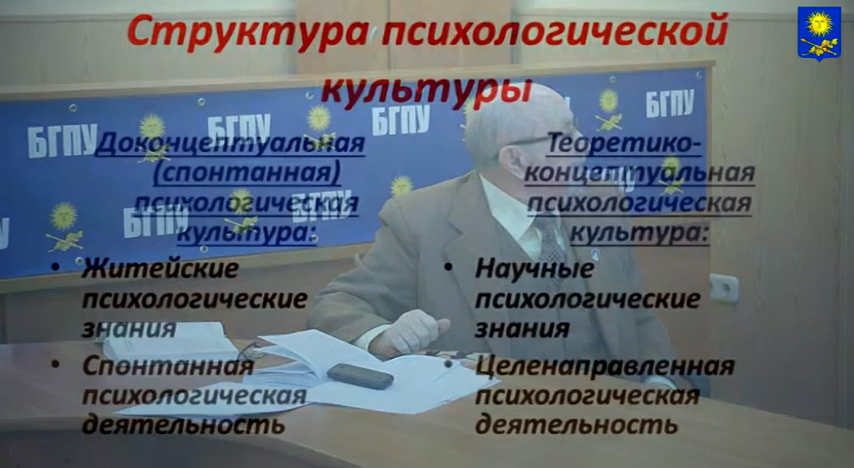 Структура психологической
культуры
БГПУ
БГПУ
БГПУ
БГПУ
БГПУ
БГПУ
Доконцептуальная
(спонтанная)
психологическая
культура:
• Житейские
психологические
знания
• Спонтанная
психологическая
деятельность
Теоретико-
концептуальная
психологическая
культура:
• Научные
психологические
знания
• Целенаправленная
психологическая
деятельность